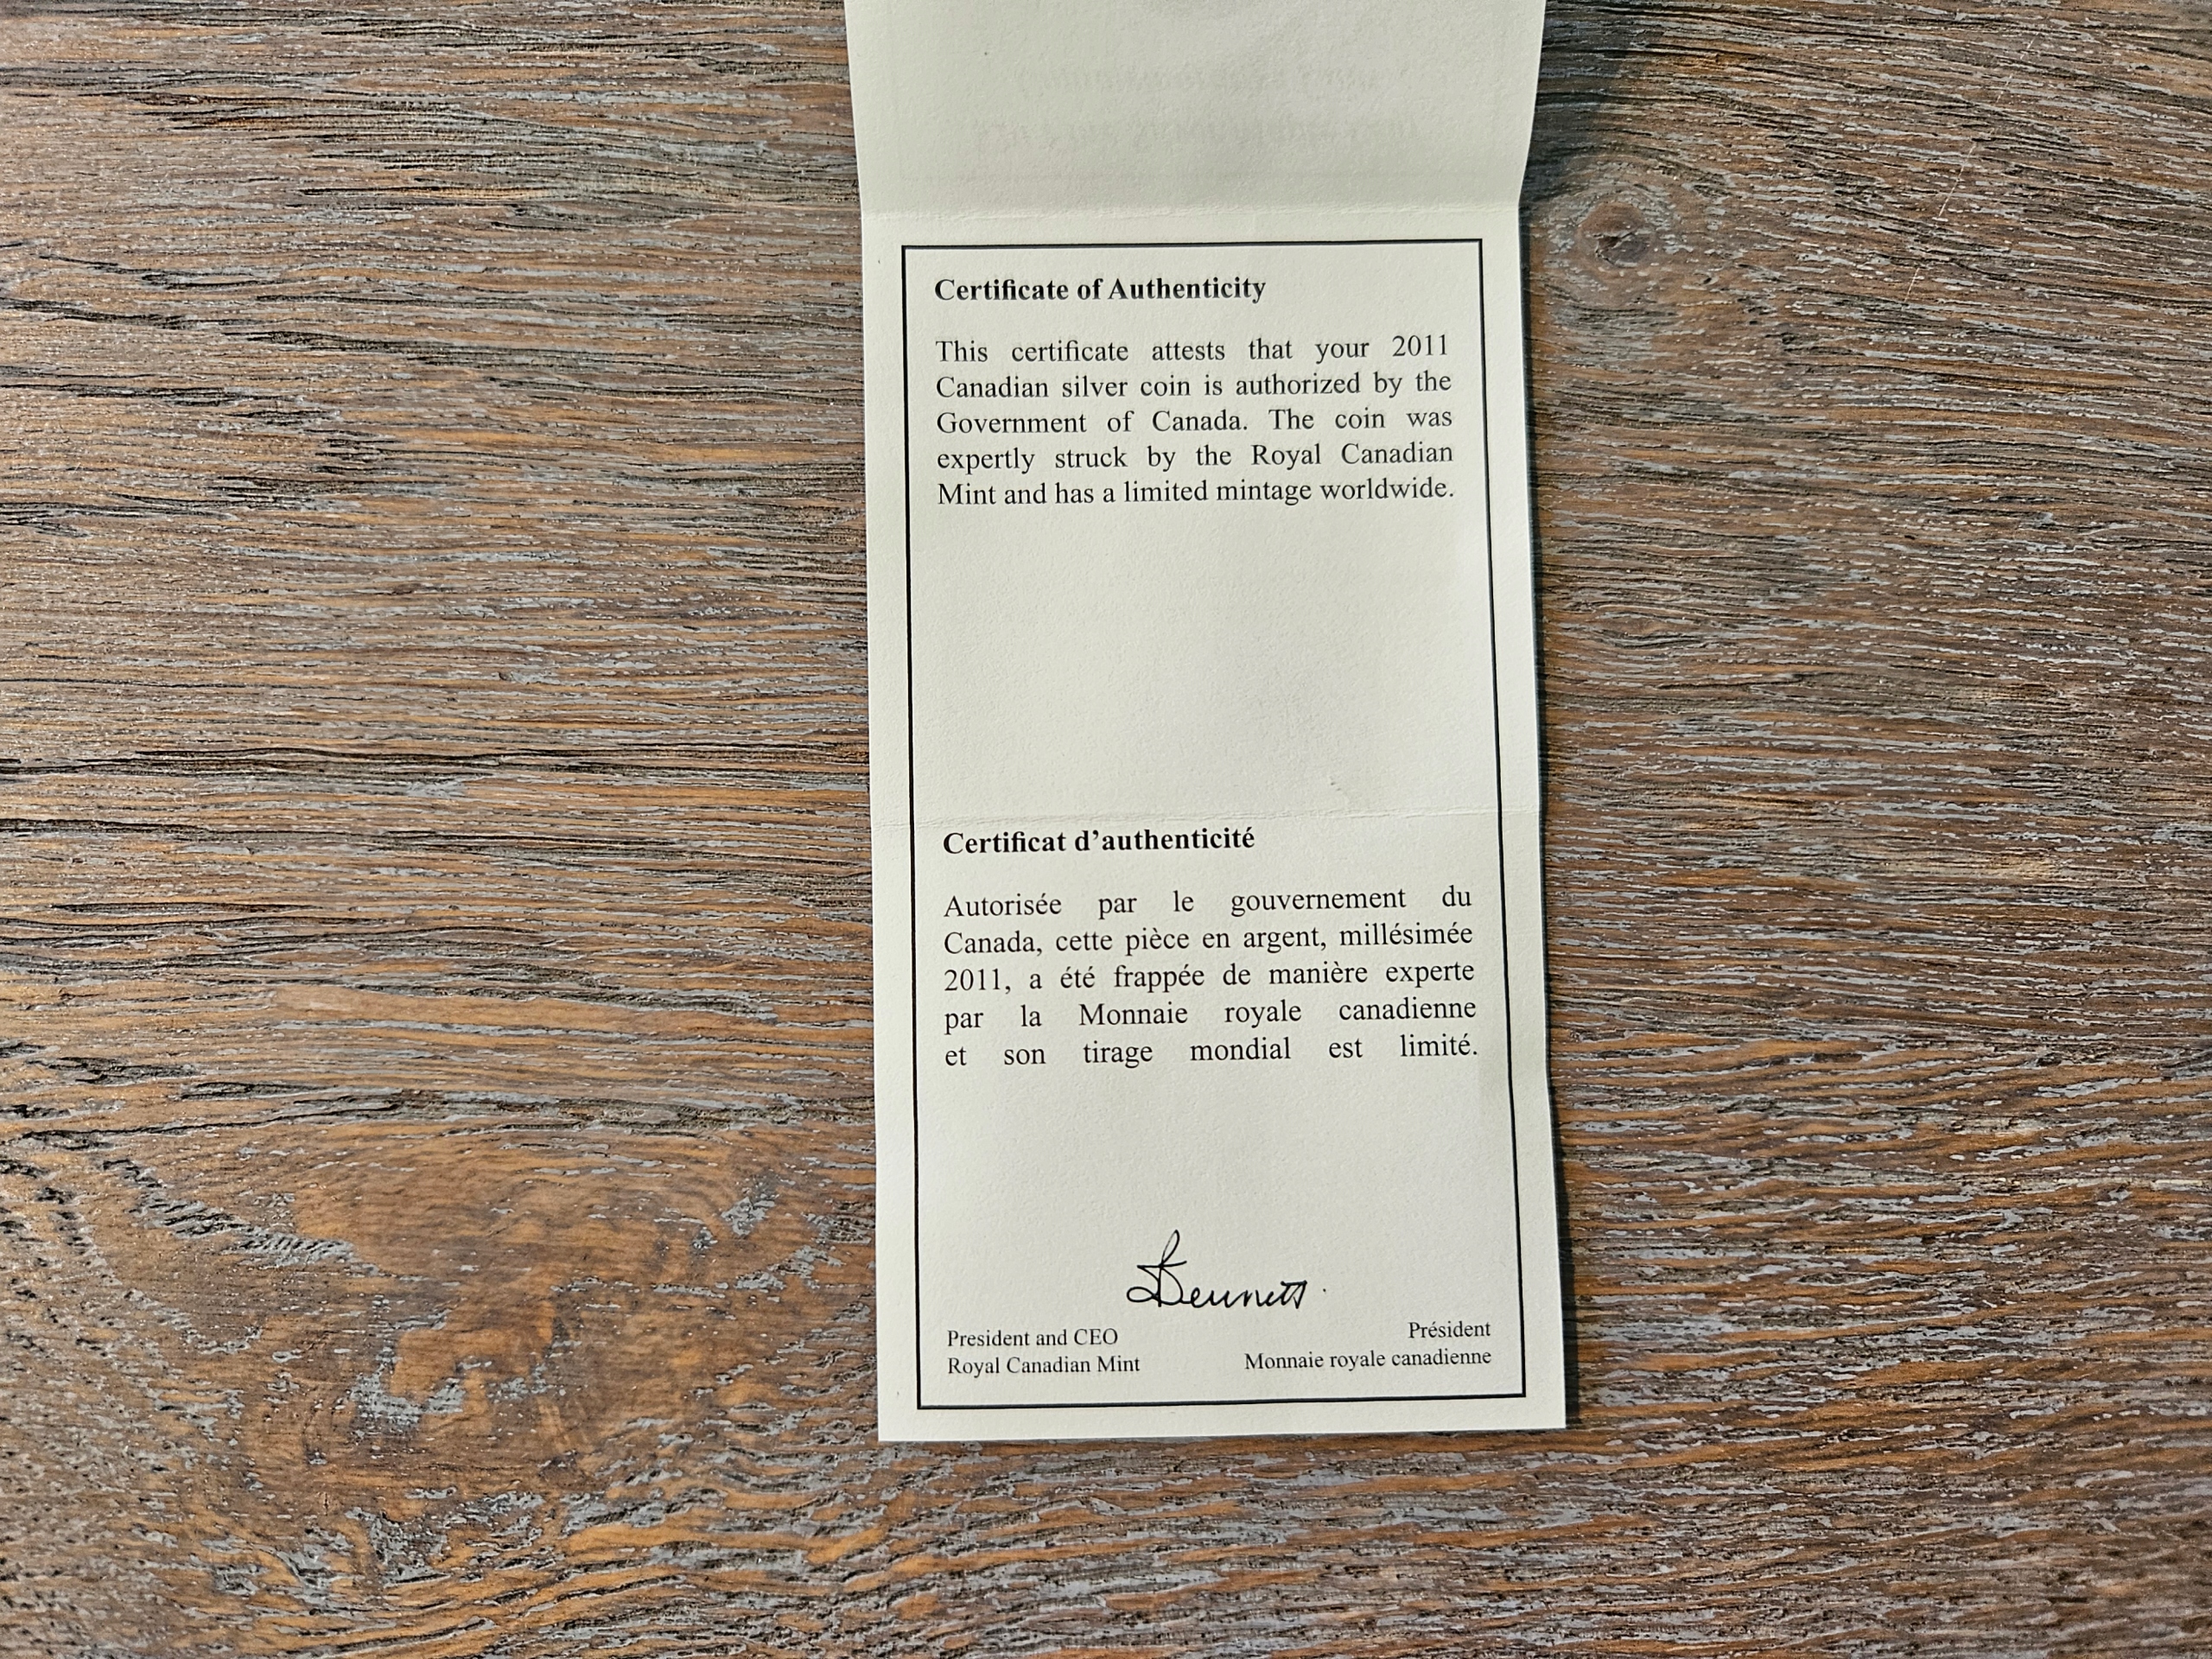 Certificate of Authenticity
This certificate attests that your 2011
Canadian silver coin is authorized by the
Government of Canada. The coin was
expertly struck by the Royal Canadian
Mint and has a limited mintage worldwide.
Certificat d’authenticité
Autorisée par le gouvernement du
Canada, cette pièce en argent, millésimée
2011, a été frappée de manière experte
par la Monnaie royale canadienne
et son tirage mondial est limité.
Bennett
President and CEO
Royal Canadian Mint
Président
Monnaie royale canadienne